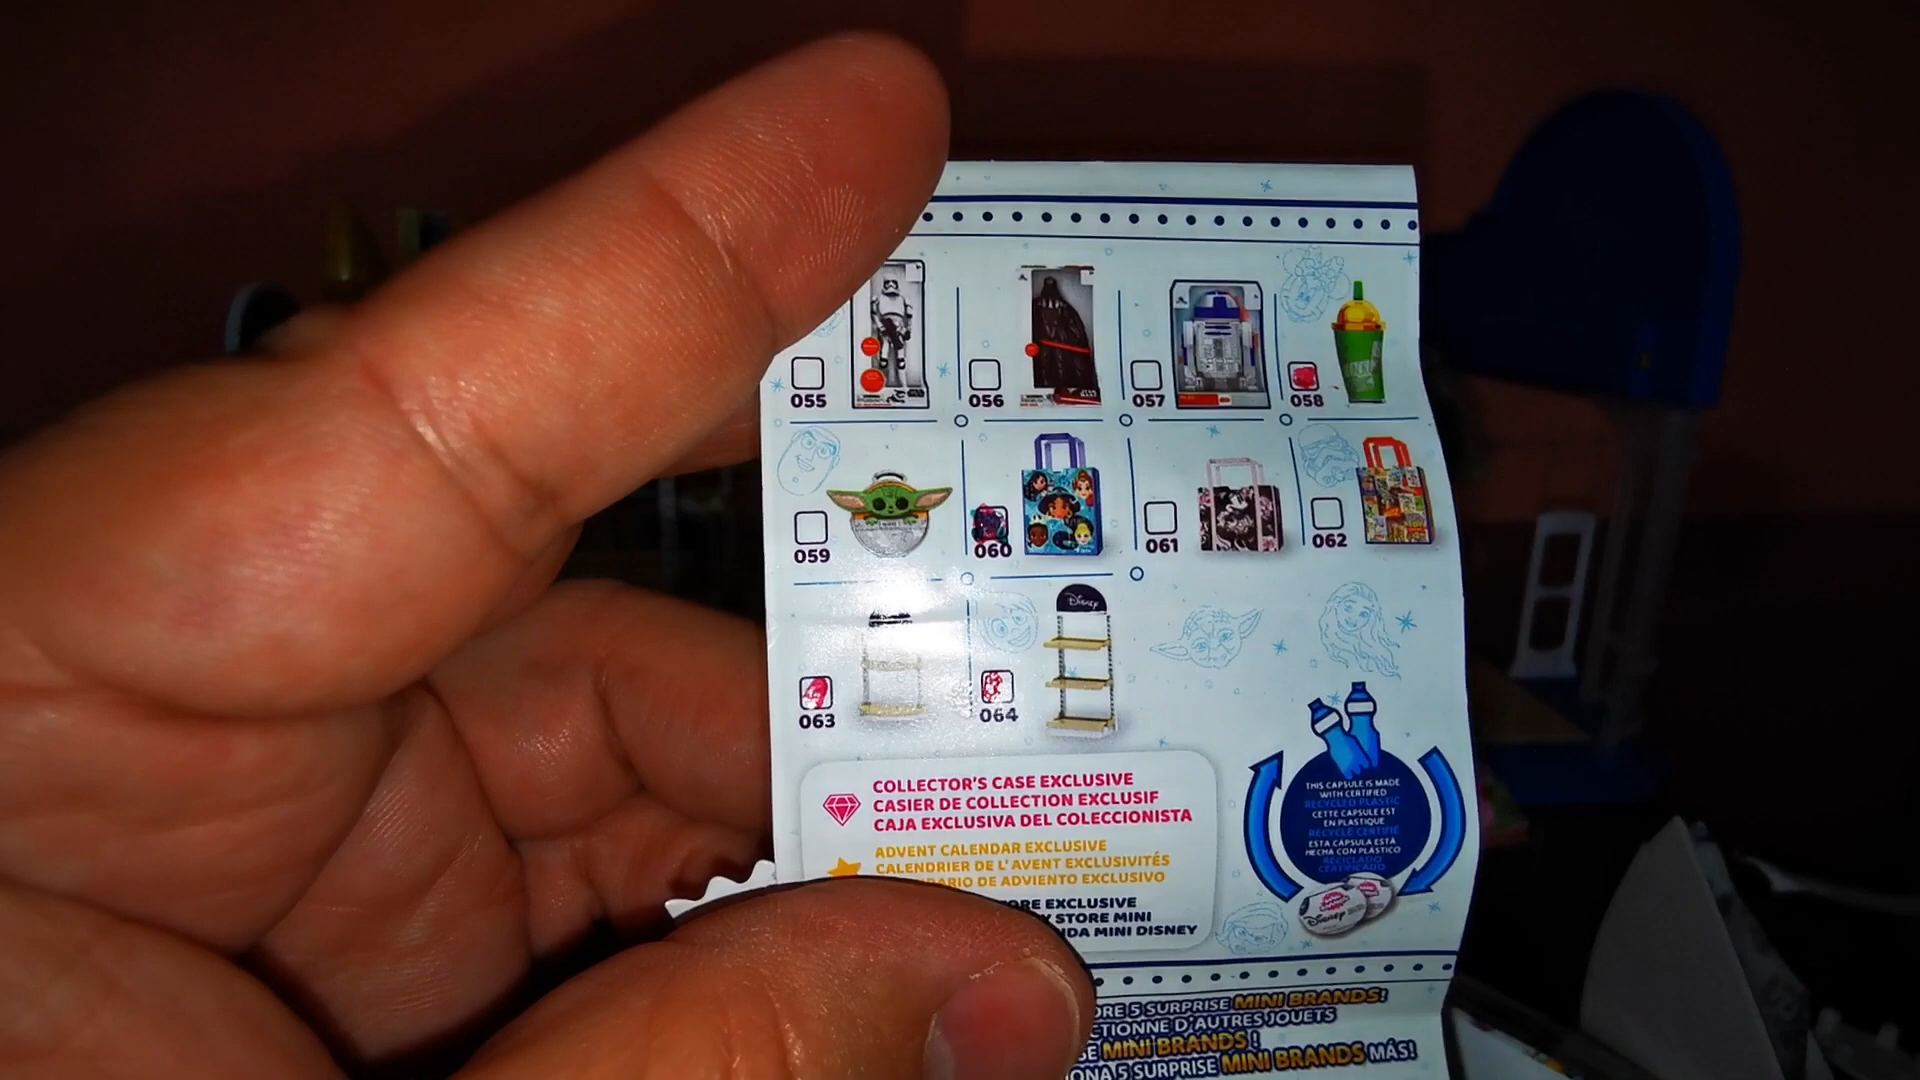 055
056
057
058
059
060
061
062
Disney
063
064
COLLECTOR'S CASE EXCLUSIVE
CASIER DE COLLECTION EXCLUSIF
CAJA EXCLUSIVA DEL COLECCIONISTA
ADVENT CALENDAR EXCLUSIVE
CALENDRIER DE L'AVENT EXCLUSIVITÉS
DE ADVIENTO EXCLUSIVO
EXCLUSIVE
STORE MINI
MINI DISNEY
THIS CAPSULE IS MADE
WITH CERTIFIED
RECYCLED PLASTIC
CETTE CAPSULE EST
EN PLASTIQUE
RECYCLÉ CERTIFIÉ
ESTA CÁPSULA ESTÁ
HECHA CON PLÁSTICO
RECICLADO
CERTIFICADO
Disney
5 SURPRISE MINI BRANDS!
D'AUTRES JOUETS
MINI BRANDS !
5 SURPRISE MINI BRANDS MÁS!